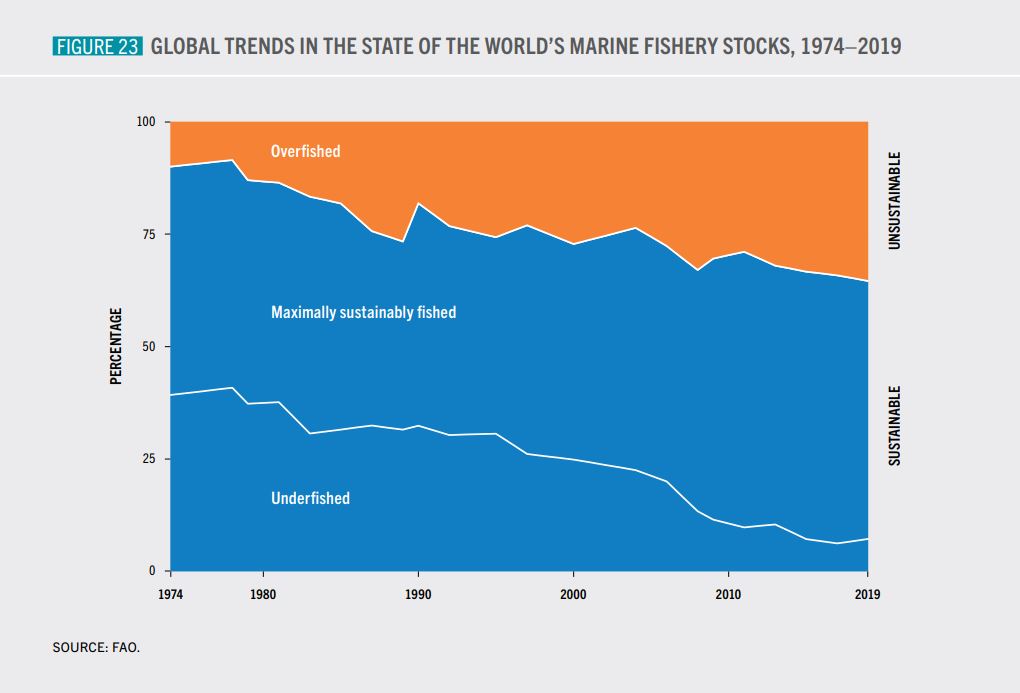 FIGURE 23 GLOBAL TRENDS IN THE STATE OF THE WORLD'S MARINE FISHERY STOCKS, 1974–2019
100
Overfished
UNSUSTAINABLE
75
Maximally sustainably fished
PERCENTAGE
50
SUSTAINABLE
25
Underfished
0
1974 1980 1990 2000 2010 2019
SOURCE: FAO.